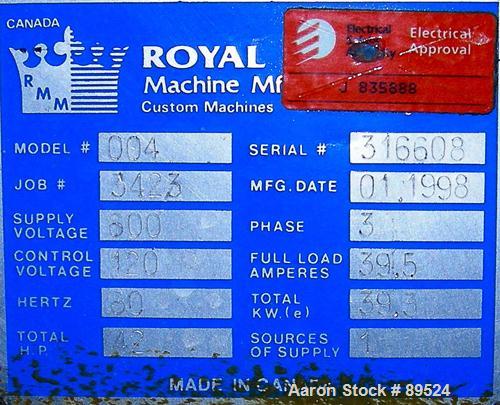 CANADA
RMM
ROYAL
Machine Mf
Custom Machines
Electrical
Electrical
Approval
J 835888
MODEL # 004
SERIAL # 316608
JOB # 3423
MFG. DATE 01.1998
SUPPLY VOLTAGE 600
PHASE 3
CONTROL VOLTAGE 120
FULL LOAD AMPERES 39.5
HERTZ 60
TOTAL KW.(e) 39.3
TOTAL H.P. 42
SOURCES OF SUPPLY 1
MADE IN CANADA
Aaron Stock # 89524